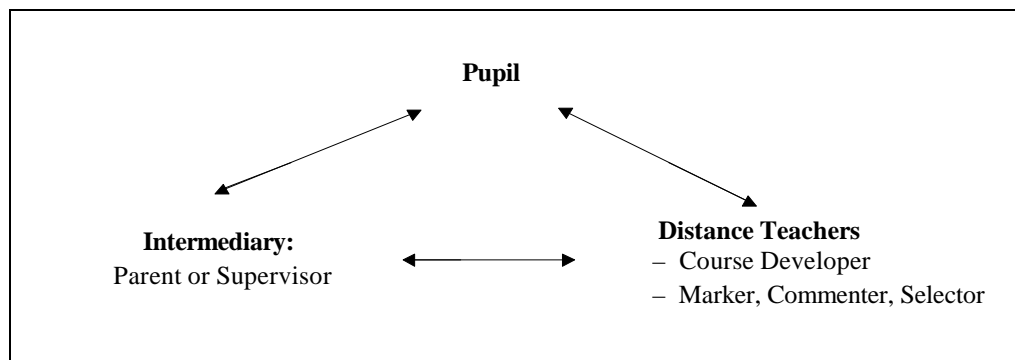 Pupil
Intermediary:
Parent or Supervisor
Distance Teachers
– Course Developer
– Marker, Commenter, Selector